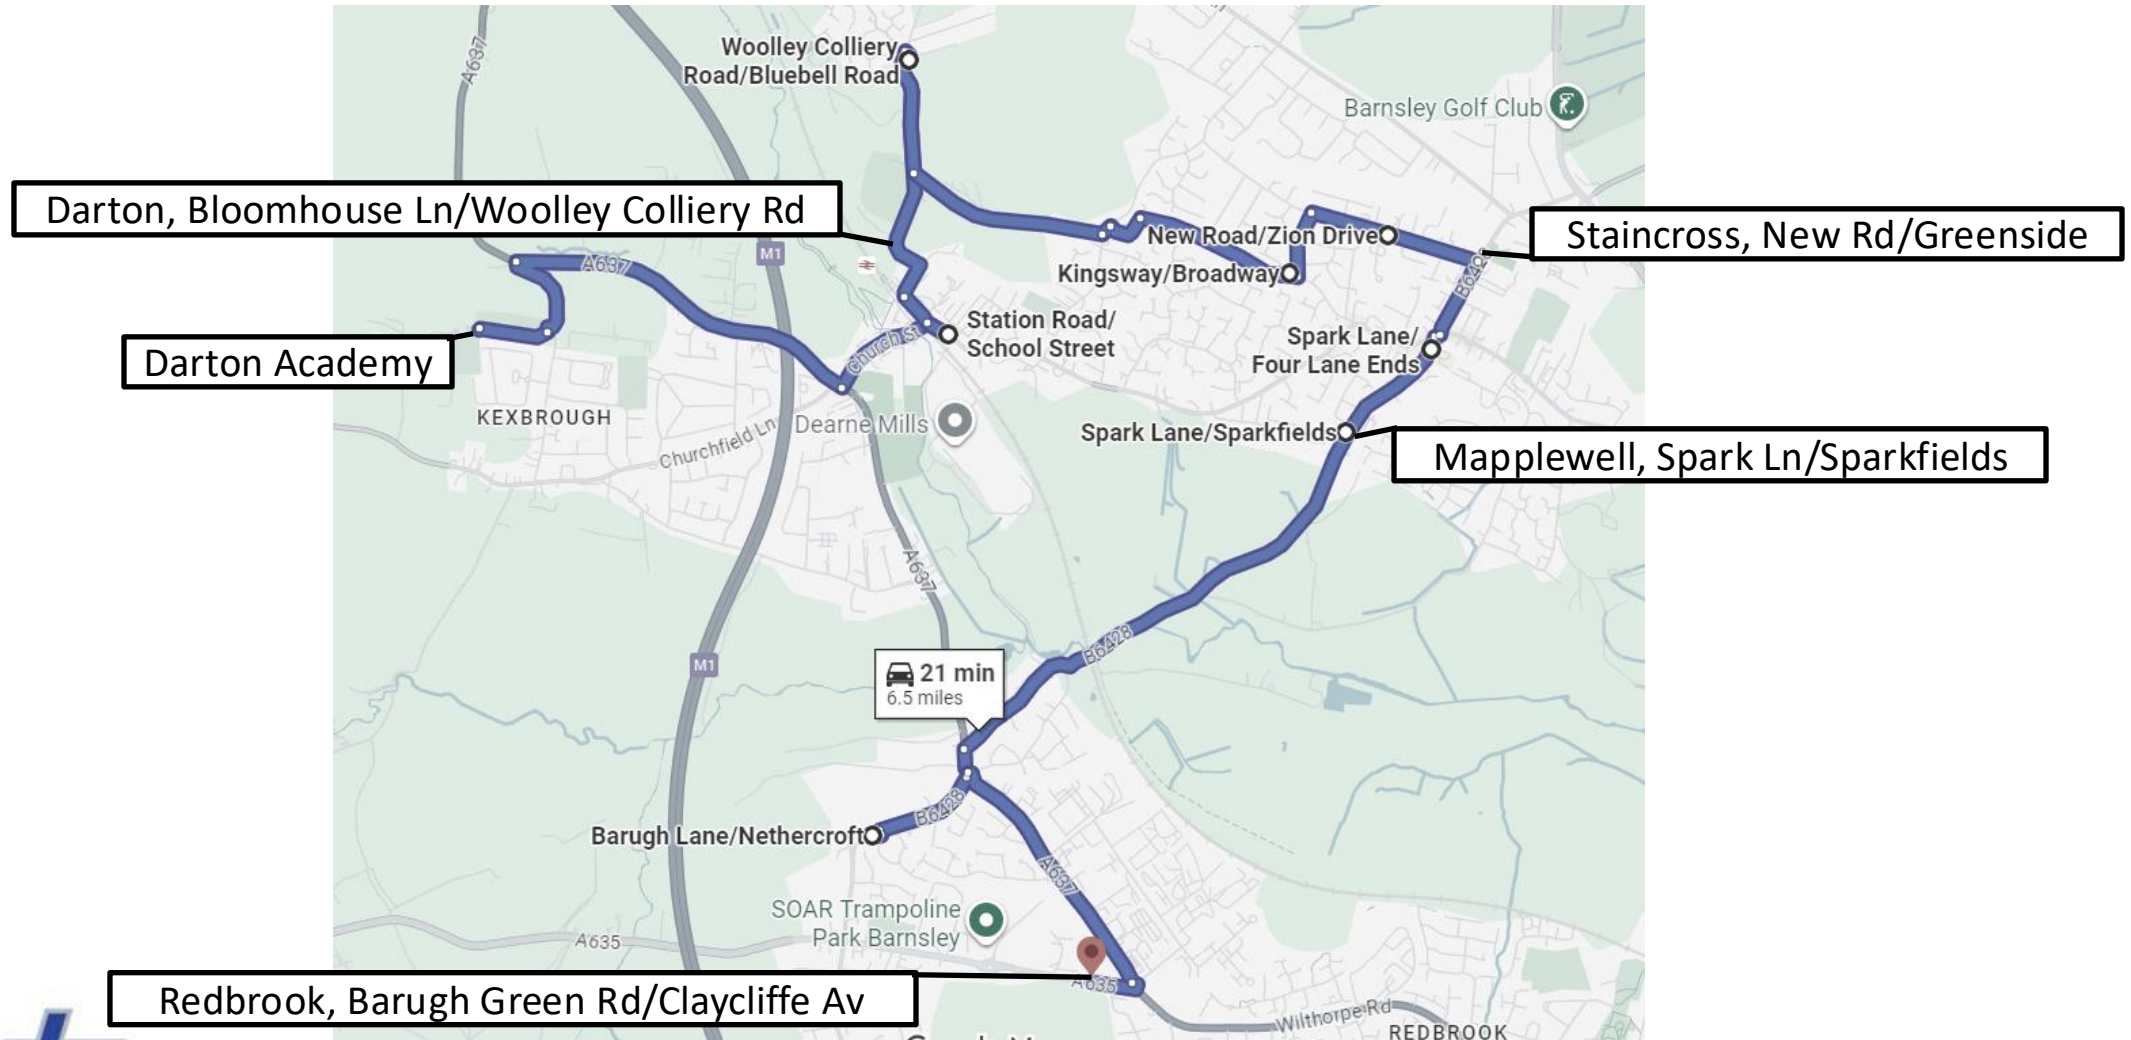 A637
Woolley Colliery
Road/Bluebell Road
Barnsley Golf Club
Darton, Bloomhouse Ln/Woolley Colliery Rd
New Road/Zion Drive
Staincross, New Rd/Greenside
M1
A637
Kingsway/Broadway
Station Road/
School Street
Church St
Spark Lane/
Four Lane Ends
Darton Academy
KEXBROUGH
Dearne Mills
Churchfield Ln
Spark Lane/Sparkfields
Mapplewell, Spark Ln/Sparkfields
A637
B6428
M1
21 min
6.5 miles
B6428
Barugh Lane/Nethercroft
A637
SOAR Trampoline
Park Barnsley
A635
A635
Redbrook, Barugh Green Rd/Claycliffe Av
Wilthorpe Rd
REDBROOK